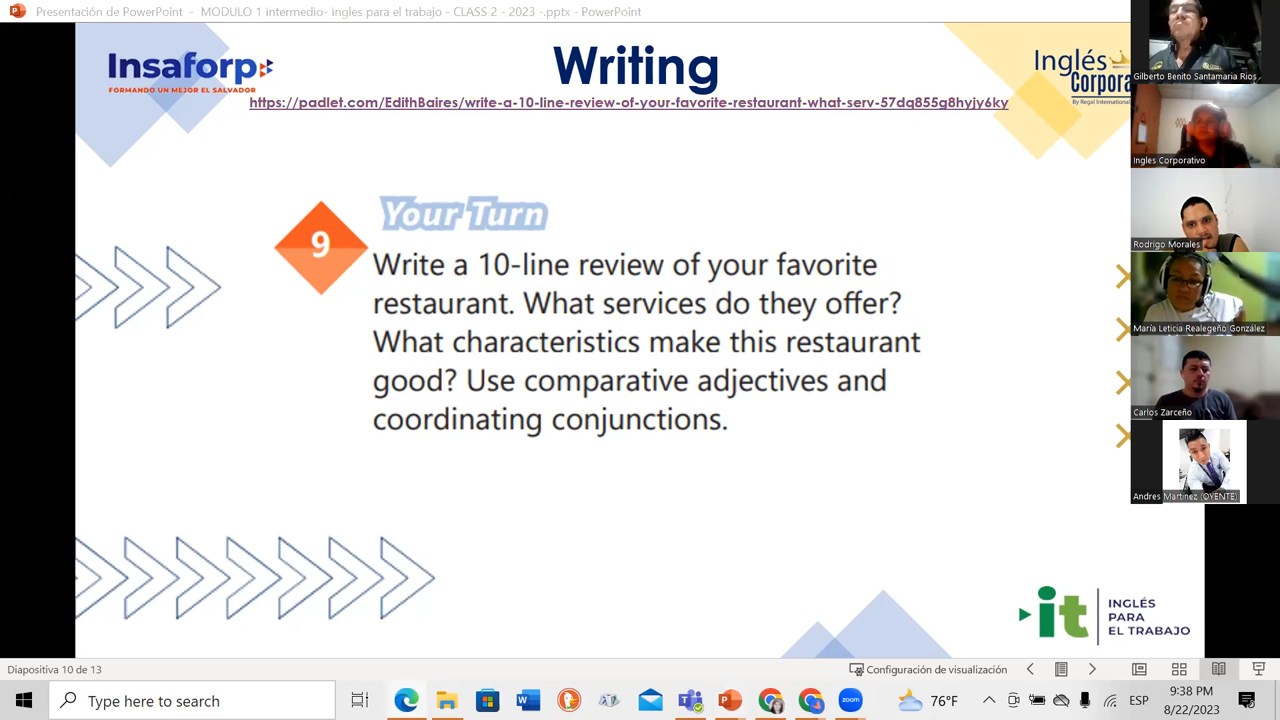 Presentación de PowerPoint - MODULO 1 intermedio- ingles para el trabajo - CLASS 2 - 2023 -.pptx - PowerPoint
Insaforp
FORMANDO UN MEJOR EL SALVADOR
Writing
https://padlet.com/EdithBaires/write-a-10-line-review-of-your-favorite-restaurant-what-serv-57dq855g8hyjy6ky
Inglés
Corpora
By Regal International
Gilberto Benito Santamaria Rios
Ingles Corporativo
Rodrigo Morales
María Leticia Realegeño González
Carlos Zarceño
Andres Martinez (OYENTE)
9
Your Turn
Write a 10-line review of your favorite
restaurant. What services do they offer?
What characteristics make this restaurant
good? Use comparative adjectives and
coordinating conjunctions.
it
INGLÉS
PARA
EL TRABAJO
Diapositiva 10 de 13
Configuración de visualización
Type here to search
76°F
ESP
9:38 PM
8/22/2023
zoom